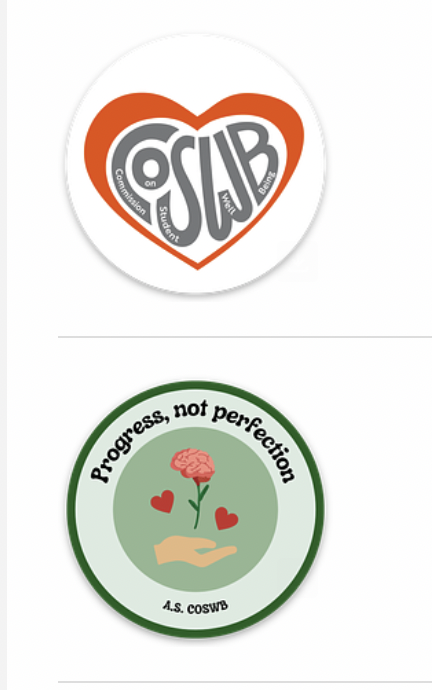 CoSWB
Commission
on
Student
Well
Being
Progress, not perfection
A.S. COSWB